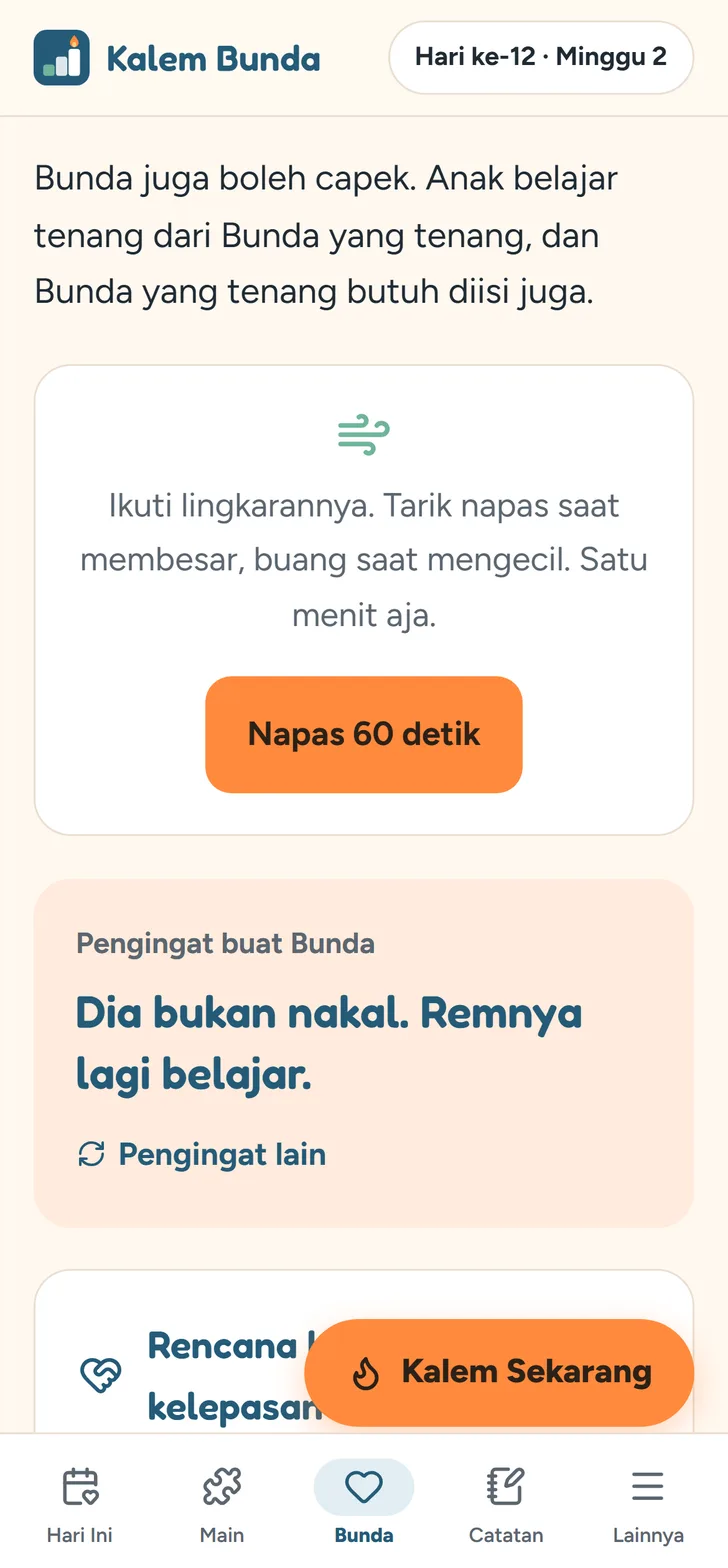 Kalem Bunda
Hari ke-12 · Minggu 2
Bunda juga boleh capek. Anak belajar
tenang dari Bunda yang tenang, dan
Bunda yang tenang butuh diisi juga.
Ikuti lingkarannya. Tarik napas saat
membesar, buang saat mengecil. Satu
menit aja.
Napas 60 detik
Pengingat buat Bunda
Dia bukan nakal. Remnya
lagi belajar.
Pengingat lain
Rencana
kelepasan
Kalem Sekarang
Hari Ini
Main
Bunda
Catatan
Lainnya